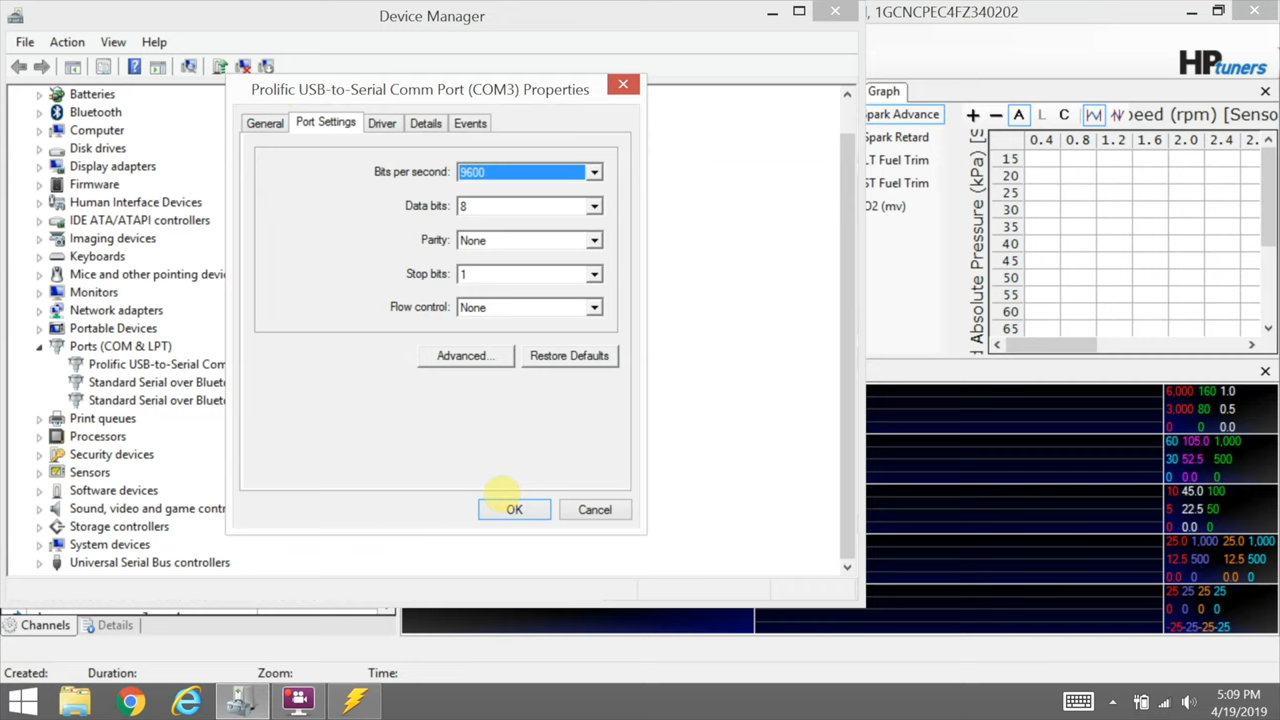 Device Manager
, 1GCNCPEC4FZ340202
File Action View Help
HPtuners
Prolific USB-to-Serial Comm Port (COM3) Properties
General Port Settings Driver Details Events
Bits per second: 9600
Data bits: 8
Parity: None
Stop bits: 1
Flow control: None
Advanced... Restore Defaults
OK Cancel
Batteries
Bluetooth
Computer
Disk drives
Display adapters
Firmware
Human Interface Devices
IDE ATA/ATAPI controllers
Imaging devices
Keyboards
Mice and other pointing devi
Monitors
Network adapters
Portable Devices
Ports (COM & LPT)
Prolific USB-to-Serial Com
Standard Serial over Bluet
Standard Serial over Bluet
Print queues
Processors
Security devices
Sensors
Software devices
Sound, video and game contr
Storage controllers
System devices
Universal Serial Bus controllers
Graph
park Advance
park Retard
T Fuel Trim
ST Fuel Trim
O2 (mv)
+ − A L C
peed (rpm) [Senso
0.4 0.8 1.2 1.6 2.0 2.4 2.
Absolute Pressure (kPa) [S
15
20
25
30
35
40
45
50
55
60
65
6,000 160 1.0
3,000 80 0.5
0 0 0.0
60 105.0 1,000
30 52.5 500
0 0.0 0
10 45.0 100
5 22.5 50
0 0.0 0
25.0 1,000 25.0 1,000
12.5 500 12.5 500
0.0 0 0.0 0
25 25 25 25
0 0 0 0
-25-25-25-25
Channels Details
Created: Duration: Zoom: Time:
5:09 PM
4/19/2019